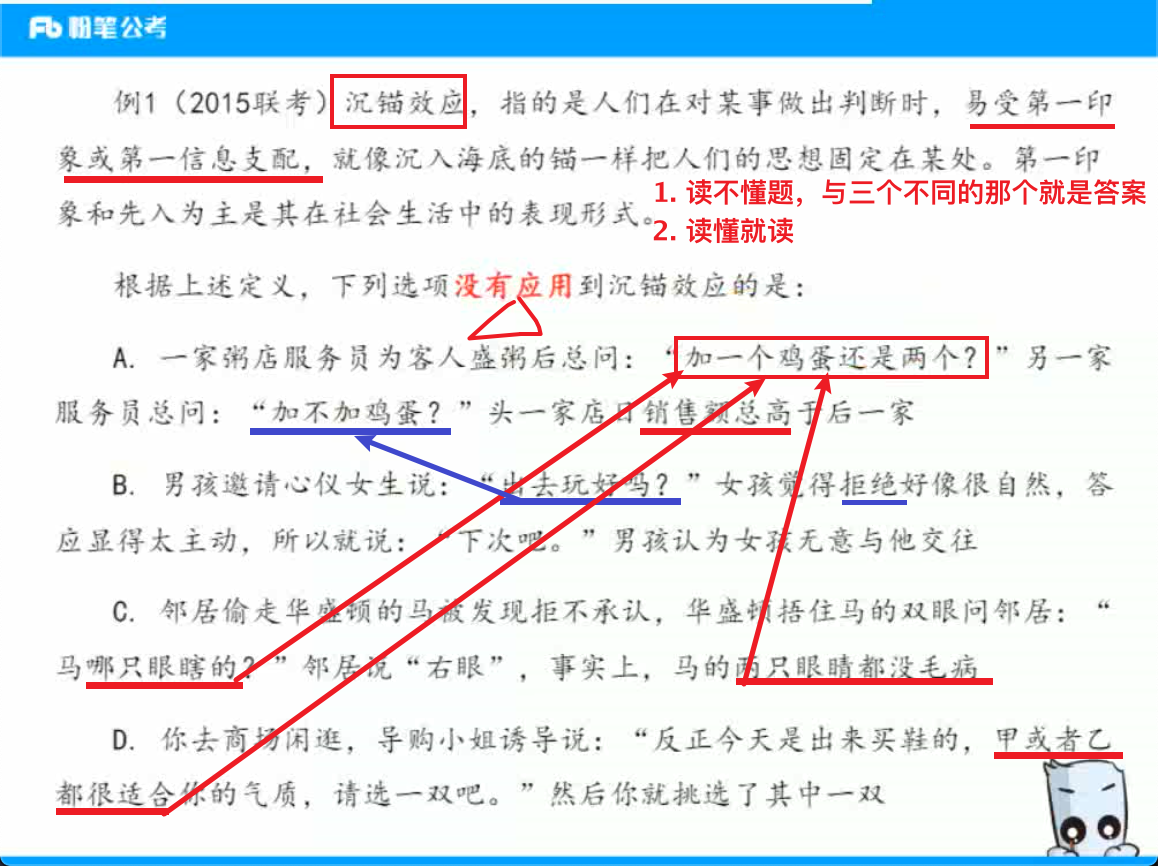 粉笔公考
例1（2015联考）沉锚效应，指的是人们在对某事做出判断时，易受第一印
象或第一信息支配，就像沉入海底的锚一样把人们的思想固定在某处。第一印
1. 读不懂题，与三个不同的那个就是答案
象和先入为主是其在社会生活中的表现形式。
2. 读懂就读
根据上述定义，下列选项没有应用到沉锚效应的是：
A. 一家粥店服务员为客人盛粥后总问：“加一个鸡蛋还是两个？”另一家
服务员总问：“加不加鸡蛋？”头一家店日销售额总高于后一家
B. 男孩邀请心仪女生说：“出去玩好吗？”女孩觉得拒绝好像很自然，答
应显得太主动，所以就说：“下次吧。”男孩认为女孩无意与他交往
C. 邻居偷走华盛顿的马被发现拒不承认，华盛顿捂住马的双眼问邻居：“
马哪只眼瞎的？”邻居说“右眼”，事实上，马的两只眼睛都没毛病
D. 你去商场闲逛，导购小姐诱导说：“反正今天是出来买鞋的，甲或者乙
都很适合你的气质，请选一双吧。”然后你就挑选了其中一双